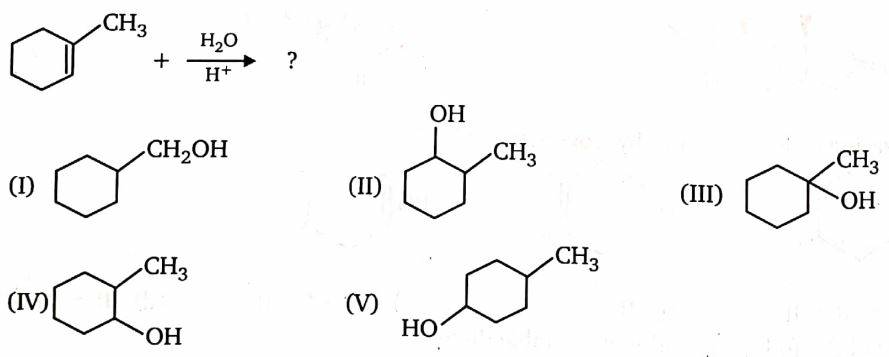 CH₃
+ H₂O
H⁺ ?
(I) CH₂OH
(II) OH
CH₃
(III) CH₃
OH
(IV) CH₃
OH
(V) CH₃
HO